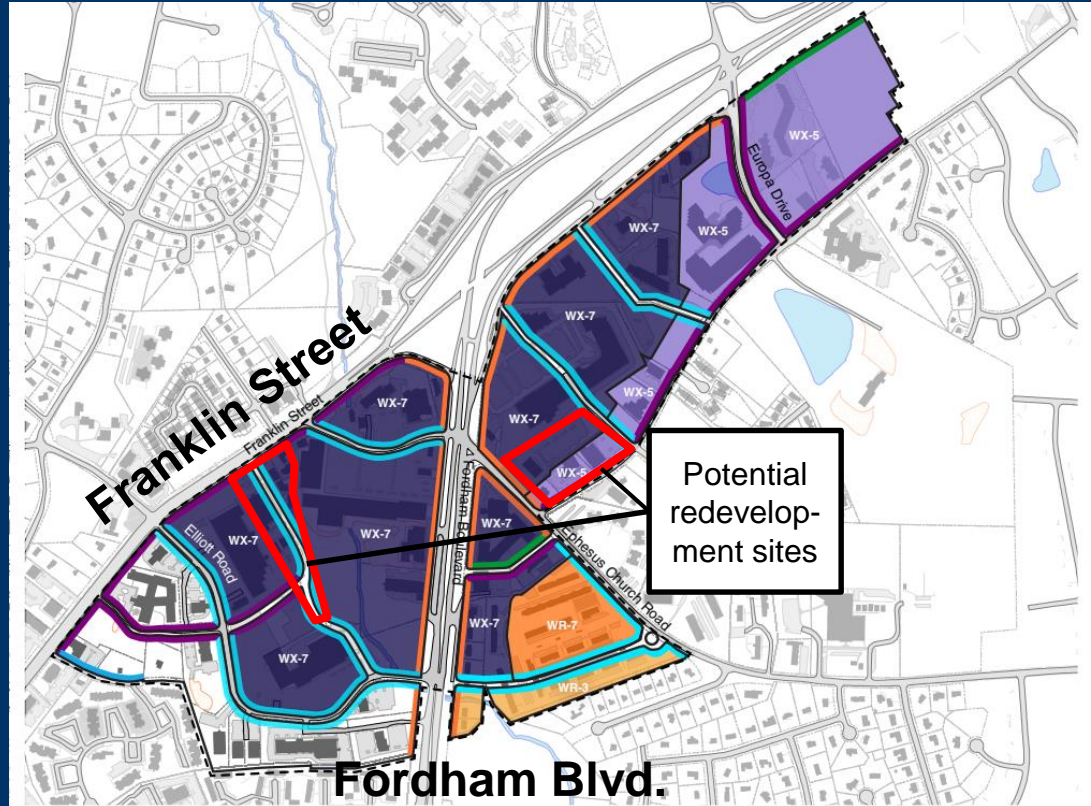 WX-5
Europa Drive
WX-7
WX-5
WX-7
WX-5
Franklin Street
Franklin Street
WX-7
WX-7
WX-5
Potential
redevelop-
ment sites
Elliott Road
WX-7
WX-7
Fordham Boulevard
WX-7
Ephesus Church Road
WX-7
WX-7
WR-7
WR-3
Fordham Blvd.